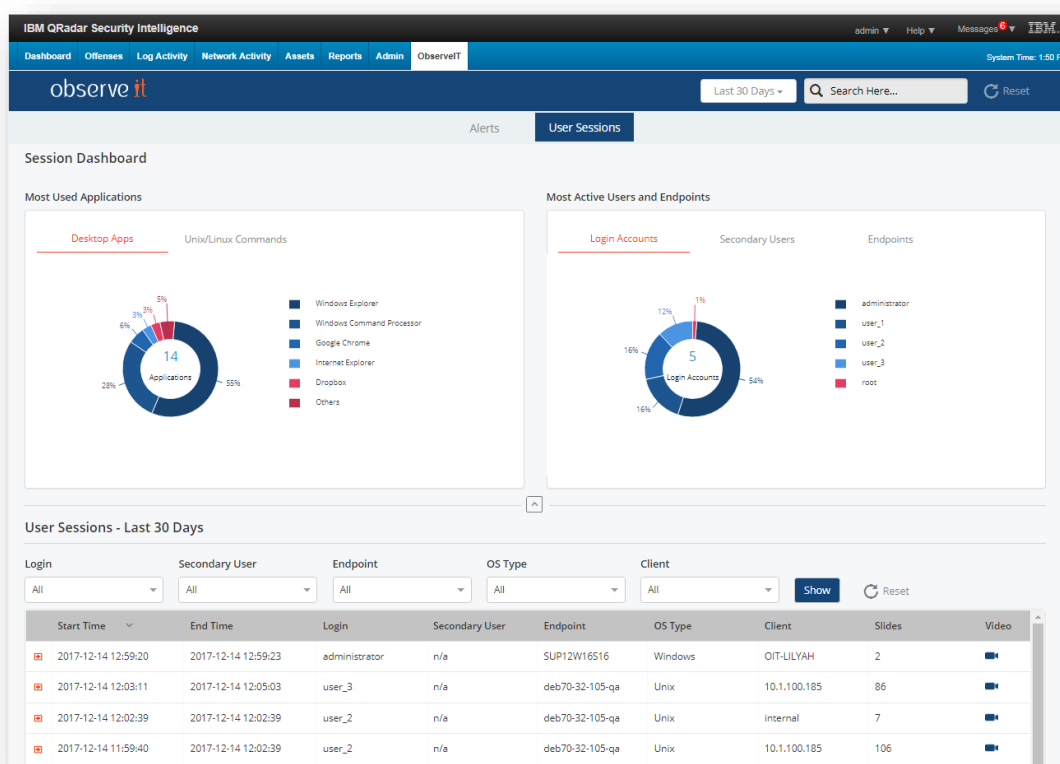 IBM QRadar Security Intelligence
admin Help Messages 6 IBM.
Dashboard Offenses Log Activity Network Activity Assets Reports Admin ObserveIT System Time: 1:50
observe it Last 30 Days Search Here... Reset
Alerts User Sessions
Session Dashboard
Most Used Applications
Desktop Apps Unix/Linux Commands
5%
3%
3%
6%
28%
55%
14
Applications
Windows Explorer
Windows Command Processor
Google Chrome
Internet Explorer
Dropbox
Others
Most Active Users and Endpoints
Login Accounts Secondary Users Endpoints
1%
12%
16%
16%
54%
5
Login Accounts
administrator
user_1
user_2
user_3
root
User Sessions - Last 30 Days
Login Secondary User Endpoint OS Type Client
All All All All All Show Reset
Start Time End Time Login Secondary User Endpoint OS Type Client Slides Video
2017-12-14 12:59:20 2017-12-14 12:59:23 administrator n/a SUP12W16S16 Windows OIT-LILYAH 2
2017-12-14 12:03:11 2017-12-14 12:05:03 user_3 n/a deb70-32-105-qa Unix 10.1.100.185 86
2017-12-14 12:02:39 2017-12-14 12:02:39 user_2 n/a deb70-32-105-qa Unix internal 7
2017-12-14 11:59:40 2017-12-14 12:02:39 user_2 n/a deb70-32-105-qa Unix 10.1.100.185 106